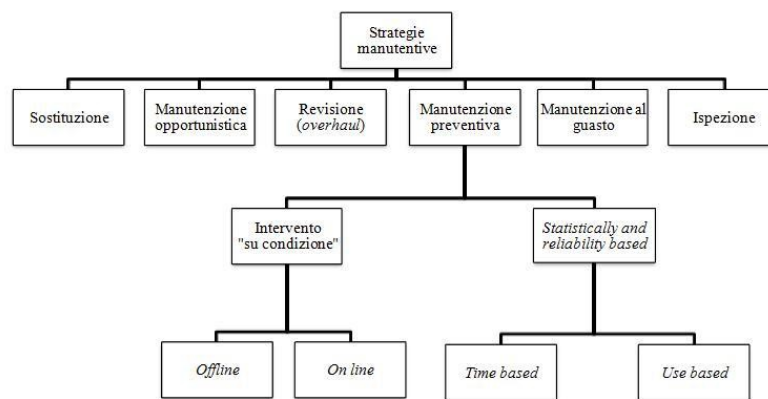 Strategie
manutentive
Sostituzione
Manutenzione
opportunistica
Revisione
(overhaul)
Manutenzione
preventiva
Manutenzione al
guasto
Ispezione
Intervento
"su condizione"
Statistically and
reliability based
Offline
On line
Time based
Use based